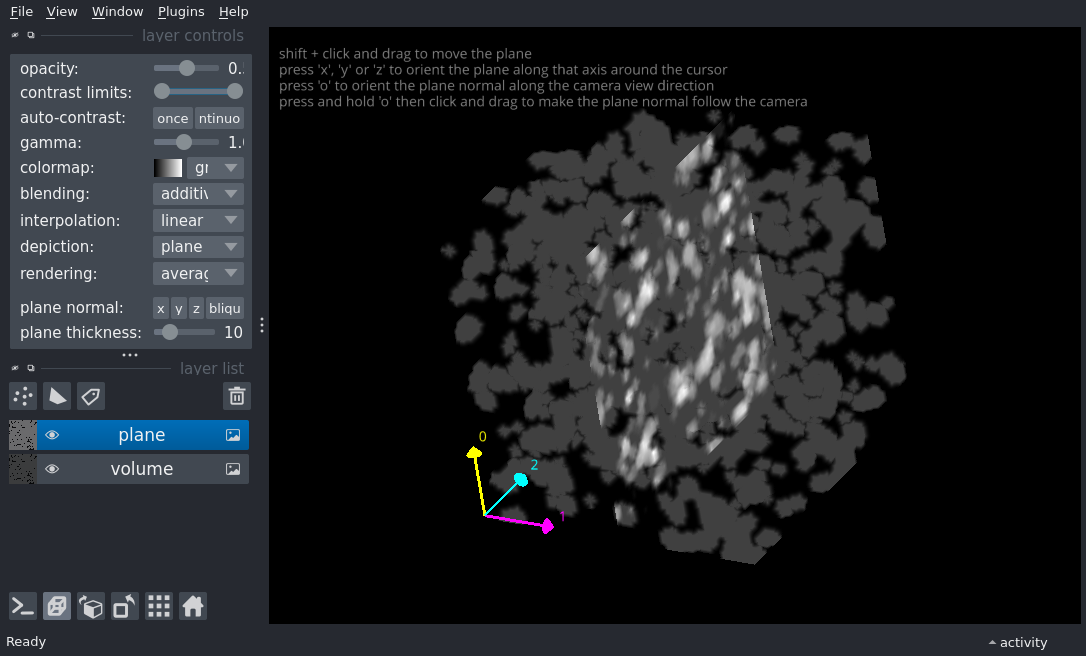 File View Window Plugins Help
layer controls
opacity: 0.
contrast limits:
auto-contrast: once ntinuo
gamma: 1.
colormap: gr
blending: additiv
interpolation: linear
depiction: plane
rendering: averag
plane normal: x y z bliqu
plane thickness: 10
layer list
plane
volume
Ready
shift + click and drag to move the plane
press 'x', 'y' or 'z' to orient the plane along that axis around the cursor
press 'o' to orient the plane normal along the camera view direction
press and hold 'o' then click and drag to make the plane normal follow the camera
0
2
1
activity